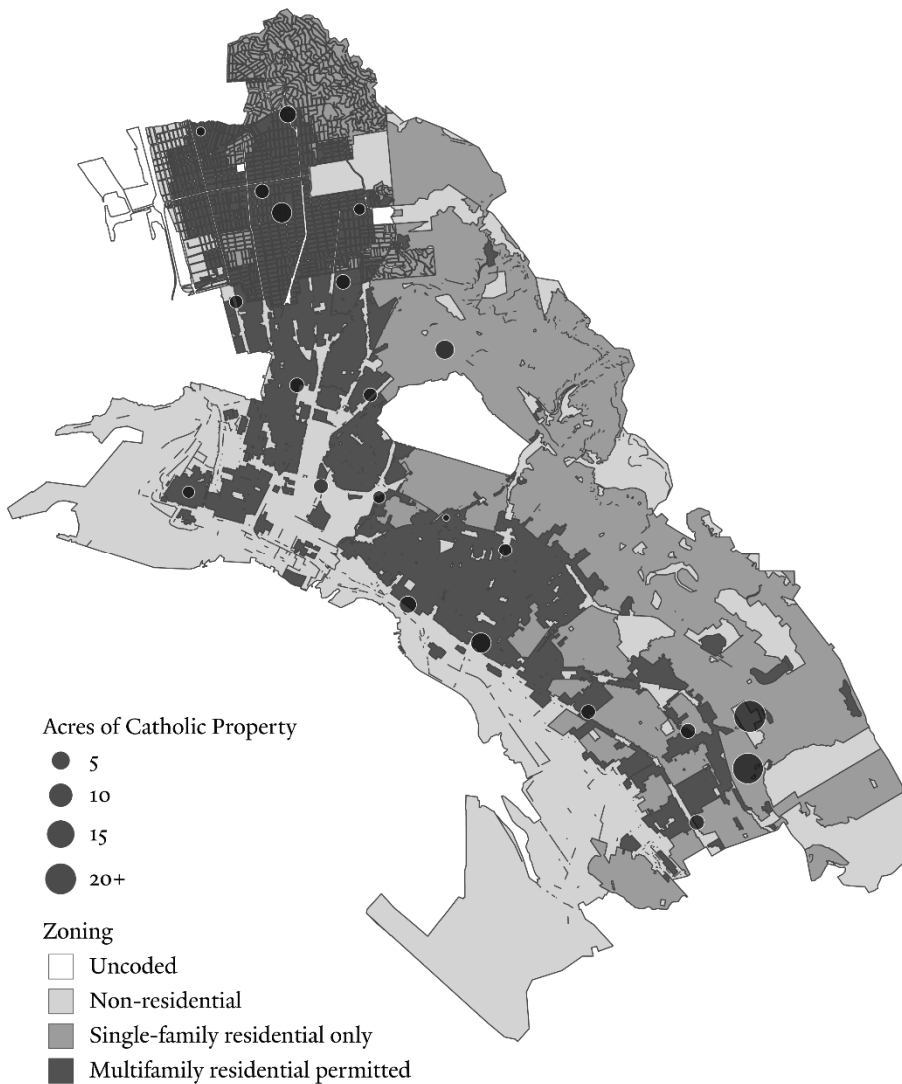 Acres of Catholic Property
5
10
15
20+
Zoning
Uncoded
Non-residential
Single-family residential only
Multifamily residential permitted